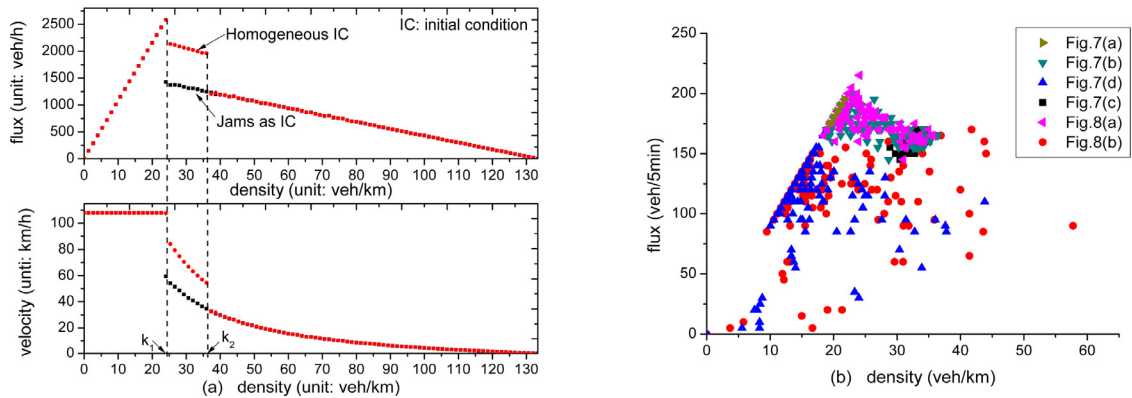 IC: initial condition
Homogeneous IC
Jams as IC
flux (unit: veh/h)
2500
2000
1500
1000
500
0
0 10 20 30 40 50 60 70 80 90 100 110 120 130
density (unit: veh/km)
velocity (unti: km/h)
100
80
60
40
20
0
k1
k2
0 10 20 30 40 50 60 70 80 90 100 110 120 130
(a) density (unit: veh/km)
Fig.7(a)
Fig.7(b)
Fig.7(d)
Fig.7(c)
Fig.8(a)
Fig.8(b)
flux (veh/5min)
250
200
150
100
50
0
0 10 20 30 40 50 60
(b) density (veh/km)